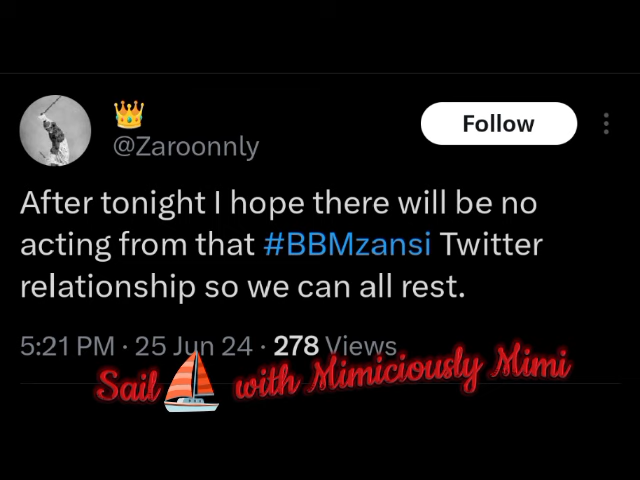 👑
Follow
@Zaroonnly
After tonight I hope there will be no
acting from that #BBMzansi Twitter
relationship so we can all rest.
5:21 PM · 25 Jun 24 · 278 Views
Sail with Mimiciously Mimi